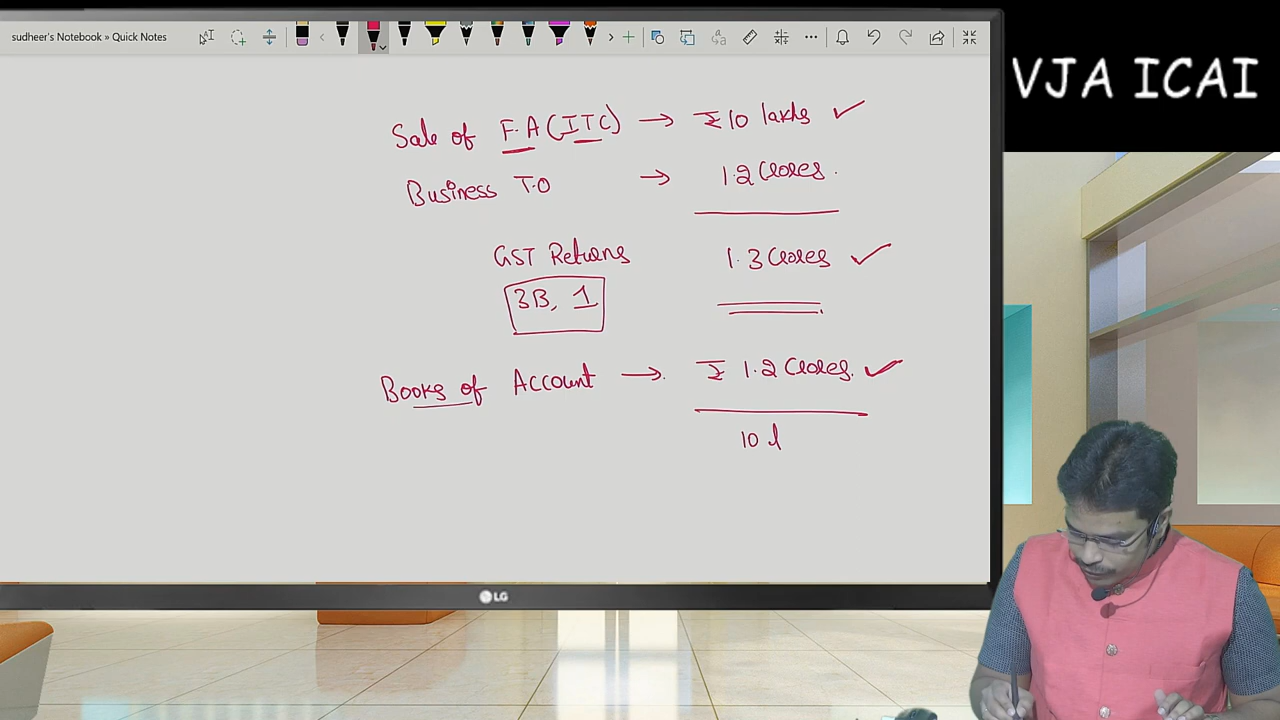 sudheer's Notebook » Quick Notes
VJA ICAI
Sale of F.A (ITC) → ₹10 lakhs ✓
Business T.O → 1.2 Crores.
GST Returns 1.3 Crores ✓
3B, 1
Books of Account → ₹ 1.2 Crores. ✓
10 l
LG